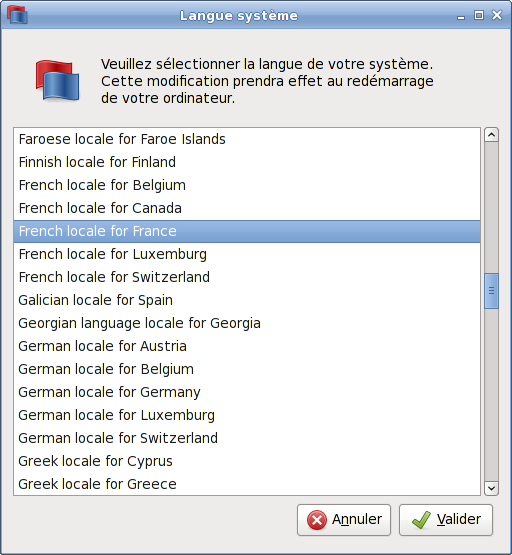 Langue système
Veuillez sélectionner la langue de votre système.
Cette modification prendra effet au redémarrage
de votre ordinateur.
Faroese locale for Faroe Islands
Finnish locale for Finland
French locale for Belgium
French locale for Canada
French locale for France
French locale for Luxemburg
French locale for Switzerland
Galician locale for Spain
Georgian language locale for Georgia
German locale for Austria
German locale for Belgium
German locale for Germany
German locale for Luxemburg
German locale for Switzerland
Greek locale for Cyprus
Greek locale for Greece
Annuler
Valider